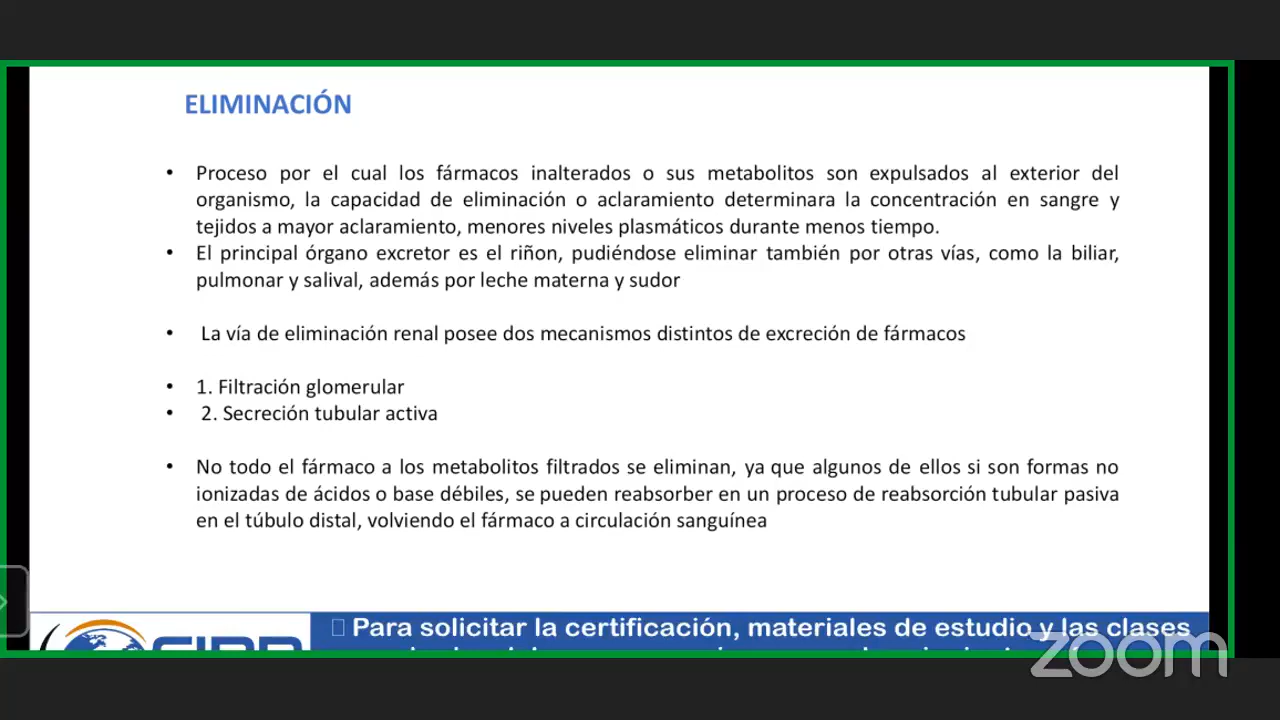 ELIMINACIÓN
• Proceso por el cual los fármacos inalterados o sus metabolitos son expulsados al exterior del
organismo, la capacidad de eliminación o aclaramiento determinara la concentración en sangre y
tejidos a mayor aclaramiento, menores niveles plasmáticos durante menos tiempo.
• El principal órgano excretor es el riñon, pudiéndose eliminar también por otras vías, como la biliar,
pulmonar y salival, además por leche materna y sudor
• La vía de eliminación renal posee dos mecanismos distintos de excreción de fármacos
• 1. Filtración glomerular
• 2. Secreción tubular activa
• No todo el fármaco a los metabolitos filtrados se eliminan, ya que algunos de ellos si son formas no
ionizadas de ácidos o base débiles, se pueden reabsorber en un proceso de reabsorción tubular pasiva
en el túbulo distal, volviendo el fármaco a circulación sanguínea
Para solicitar la certificación, materiales de estudio y las clases
zoom